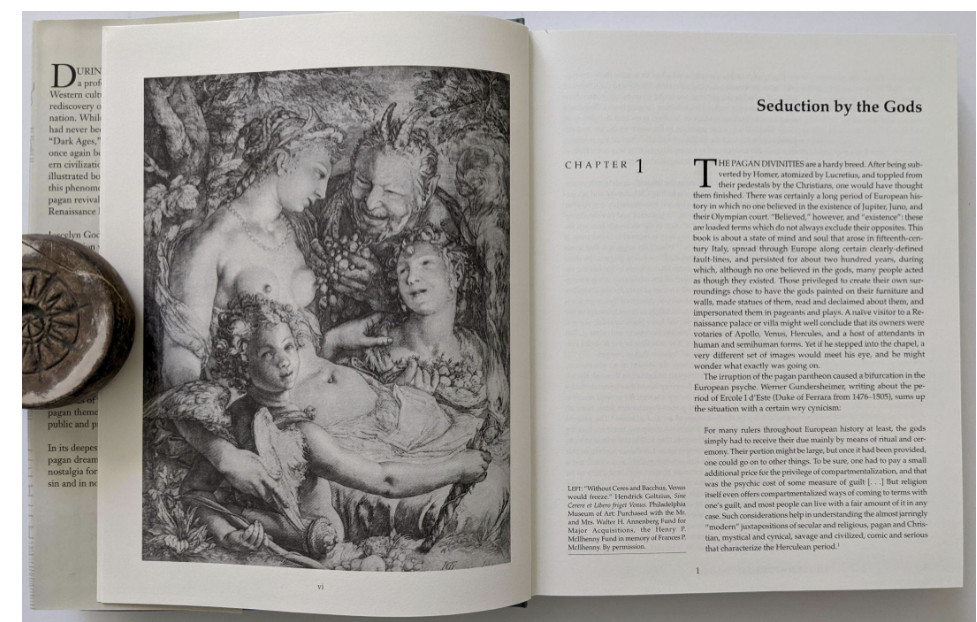 DURIN
a prof
Western cult
rediscovery o
nation. Whil
had never be
"Dark Ages,"
once again b
ern civilizati
illustrated bo
this phenom
pagan reviva
Renaissance
Joscelyn Goc
pagan theme
public and p
In its deepes
pagan dream
nostalgia for
sin and in no
vi
Seduction by the Gods
CHAPTER 1
THE PAGAN DIVINITIES are a hardy breed. After being sub-
verted by Homer, atomized by Lucretius, and toppled from
their pedestals by the Christians, one would have thought
them finished. There was certainly a long period of European his-
tory in which no one believed in the existence of Jupiter, Juno, and
their Olympian court. "Believed," however, and "existence": these
are loaded terms which do not always exclude their opposites. This
book is about a state of mind and soul that arose in fifteenth-cen-
tury Italy, spread through Europe along certain clearly-defined
fault-lines, and persisted for about two hundred years, during
which, although no one believed in the gods, many people acted
as though they existed. Those privileged to create their own sur-
roundings chose to have the gods painted on their furniture and
walls, made statues of them, read and declaimed about them, and
impersonated them in pageants and plays. A naïve visitor to a Re-
naissance palace or villa might well conclude that its owners were
votaries of Apollo, Venus, Hercules, and a host of attendants in
human and semihuman forms. Yet if he stepped into the chapel, a
very different set of images would meet his eye, and he might
wonder what exactly was going on.
The irruption of the pagan pantheon caused a bifurcation in the
European psyche. Werner Gundersheimer, writing about the pe-
riod of Ercole I d'Este (Duke of Ferrara from 1476–1505), sums up
the situation with a certain wry cynicism:
For many rulers throughout European history at least, the gods
simply had to receive their due mainly by means of ritual and cer-
emony. Their portion might be large, but once it had been provided,
one could go on to other things. To be sure, one had to pay a small
additional price for the privilege of compartmentalization, and that
was the psychic cost of some measure of guilt [. . .] But religion
itself even offers compartmentalized ways of coming to terms with
one's guilt, and most people can live with a fair amount of it in any
case. Such considerations help in understanding the almost jarringly
"modern" juxtapositions of secular and religious, pagan and Chris-
tian, mystical and cynical, savage and civilized, comic and serious
that characterize the Herculean period.¹
LEFT: "Without Ceres and Bacchus, Venus
would freeze." Hendrick Goltzius, Sine
Cerere et Libero friget Venus. Philadelphia
Museum of Art: Purchased with the Mr.
and Mrs. Walter H. Annenberg Fund for
Major Acquisitions, the Henry P.
McIlhenny Fund in memory of Frances P.
McIlhenny. By permission.
1